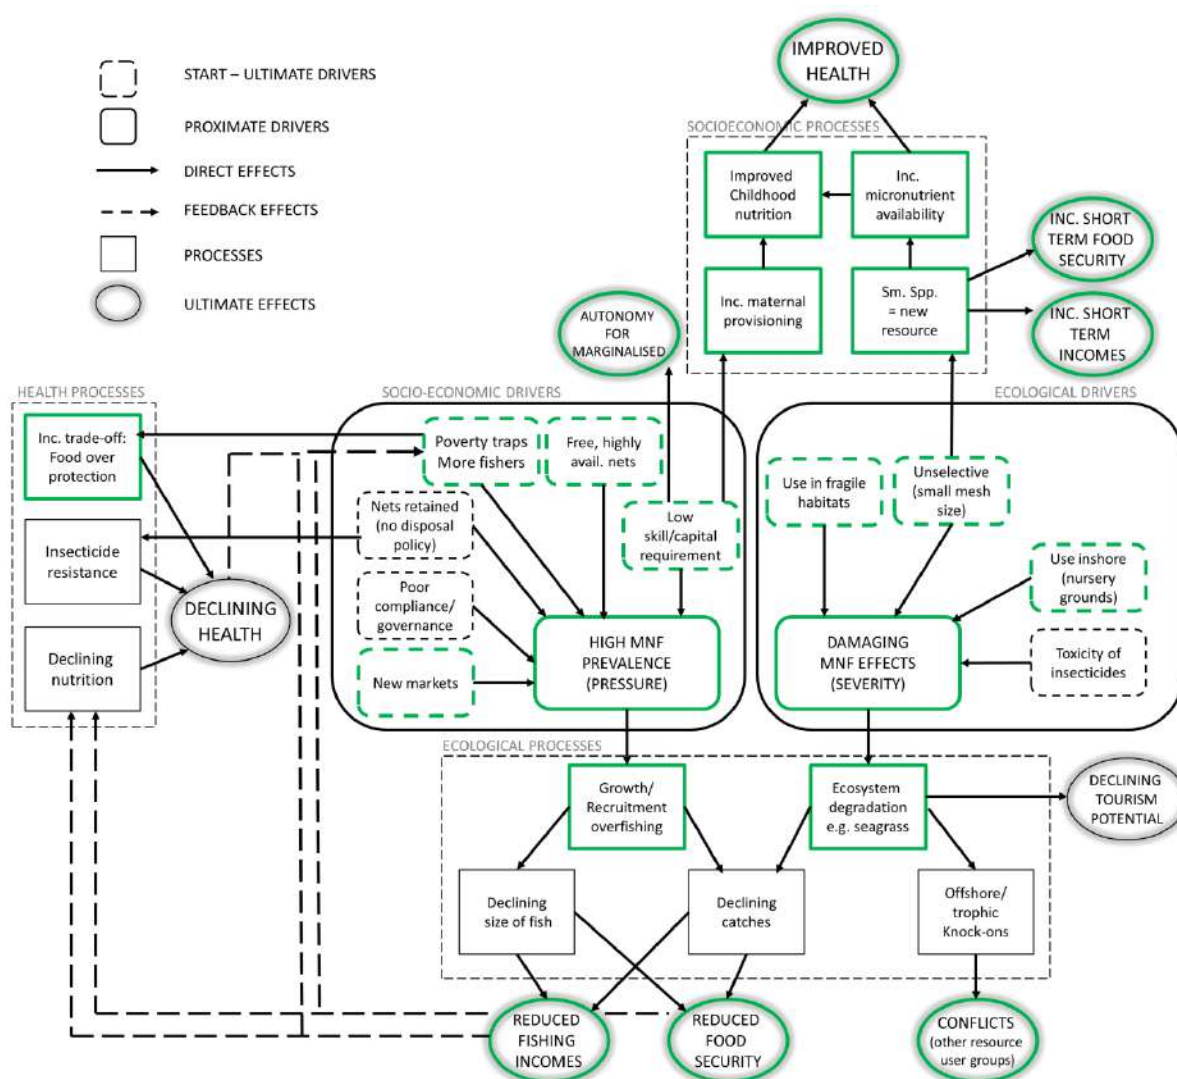 START – ULTIMATE DRIVERS
PROXIMATE DRIVERS
DIRECT EFFECTS
FEEDBACK EFFECTS
PROCESSES
ULTIMATE EFFECTS
IMPROVED
HEALTH
SOCIOECONOMIC PROCESSES
Improved
Childhood
nutrition
Inc.
micronutrient
availability
Inc. maternal
provisioning
Sm. Spp.
= new
resource
INC. SHORT
TERM FOOD
SECURITY
INC. SHORT
TERM
INCOMES
AUTONOMY
FOR
MARGINALISED
HEALTH PROCESSES
Inc. trade-off:
Food over
protection
Insecticide
resistance
Declining
nutrition
DECLINING
HEALTH
SOCIO-ECONOMIC DRIVERS
Poverty traps
More fishers
Free, highly
avail. nets
Nets retained
(no disposal
policy)
Low
skill/capital
requirement
Poor
compliance/
governance
New markets
HIGH MNF
PREVALENCE
(PRESSURE)
ECOLOGICAL DRIVERS
Use in fragile
habitats
Unselective
(small mesh
size)
Use inshore
(nursery
grounds)
Toxicity of
insecticides
DAMAGING
MNF EFFECTS
(SEVERITY)
ECOLOGICAL PROCESSES
Growth/
Recruitment
overfishing
Ecosystem
degradation
e.g. seagrass
DECLINING
TOURISM
POTENTIAL
Declining
size of fish
Declining
catches
Offshore/
trophic
Knock-ons
REDUCED
FISHING
INCOMES
REDUCED
FOOD
SECURITY
CONFLICTS
(other resource
user groups)